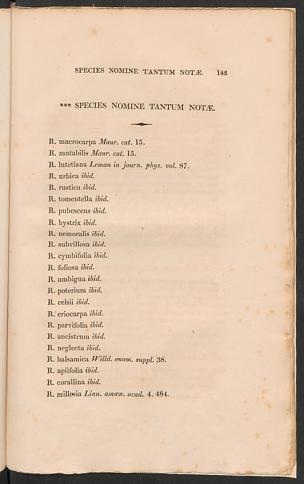 SPECIES NOMINE TANTUM NOTÆ. 143
*** SPECIES NOMINE TANTUM NOTÆ.
R. macrocarpa Maur. cat. 15.
R. mutabilis Maur. cat. 15.
R. lutetiana Leman in journ. phys. vol. 87.
R. urbica ibid.
R. rustica ibid.
R. tomentella ibid.
R. pubescens ibid.
R. hystrix ibid.
R. nemoralis ibid.
R. subvillosa ibid.
R. cymbifolia ibid.
R. foliosa ibid.
R. ambigua ibid.
R. poterium ibid.
R. celsii ibid.
R. eriocarpa ibid.
R. parvifolia ibid.
R. ancistrum ibid.
R. neglecta ibid.
R. balsamica Willd. enum. suppl. 38.
R. apiifolia ibid.
R. corallina ibid.
R. millesia Linn. amœn. acad. 4. 484.